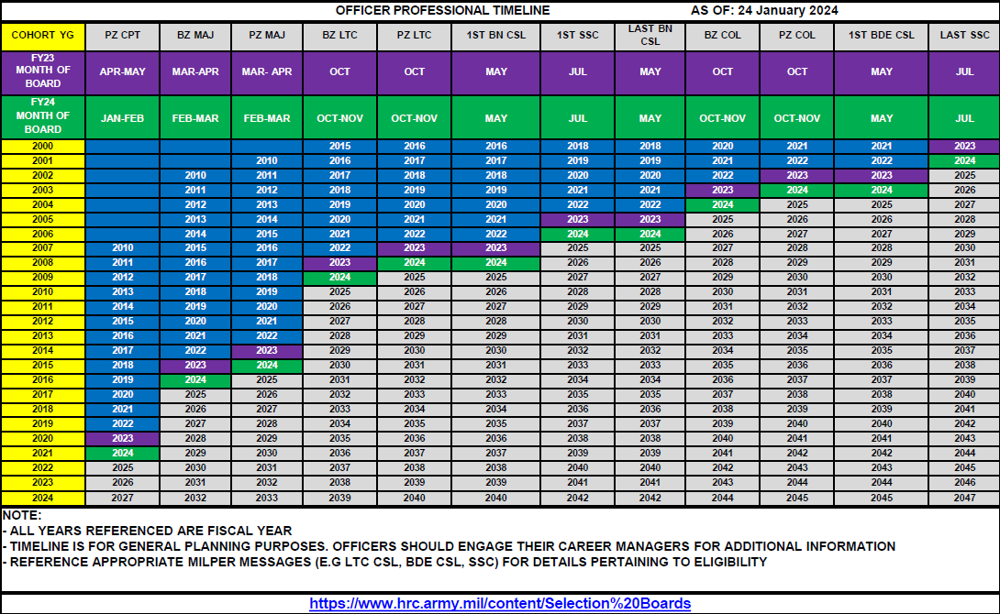 OFFICER PROFESSIONAL TIMELINE AS OF: 24 January 2024
COHORT YG PZ CPT BZ MAJ PZ MAJ BZ LTC PZ LTC 1ST BN CSL 1ST SSC LAST BN CSL BZ COL PZ COL 1ST BDE CSL LAST SSC
FY23 MONTH OF BOARD APR-MAY MAR-APR MAR- APR OCT OCT MAY JUL MAY OCT OCT MAY JUL
FY24 MONTH OF BOARD JAN-FEB FEB-MAR FEB-MAR OCT-NOV OCT-NOV MAY JUL MAY OCT-NOV OCT-NOV MAY JUL
2000 2015 2016 2016 2018 2018 2020 2021 2021 2023
2001 2010 2016 2017 2017 2019 2019 2021 2022 2022 2024
2002 2010 2011 2017 2018 2018 2020 2020 2022 2023 2023 2025
2003 2011 2012 2018 2019 2019 2021 2021 2023 2024 2024 2026
2004 2012 2013 2019 2020 2020 2022 2022 2024 2025 2025 2027
2005 2013 2014 2020 2021 2021 2023 2023 2025 2026 2026 2028
2006 2014 2015 2021 2022 2022 2024 2024 2026 2027 2027 2029
2007 2010 2015 2016 2022 2023 2023 2025 2025 2027 2028 2028 2030
2008 2011 2016 2017 2023 2024 2024 2026 2026 2028 2029 2029 2031
2009 2012 2017 2018 2024 2025 2025 2027 2027 2029 2030 2030 2032
2010 2013 2018 2019 2025 2026 2026 2028 2028 2030 2031 2031 2033
2011 2014 2019 2020 2026 2027 2027 2029 2029 2031 2032 2032 2034
2012 2015 2020 2021 2027 2028 2028 2030 2030 2032 2033 2033 2035
2013 2016 2021 2022 2028 2029 2029 2031 2031 2033 2034 2034 2036
2014 2017 2022 2023 2029 2030 2030 2032 2032 2034 2035 2035 2037
2015 2018 2023 2024 2030 2031 2031 2033 2033 2035 2036 2036 2038
2016 2019 2024 2025 2031 2032 2032 2034 2034 2036 2037 2037 2039
2017 2020 2025 2026 2032 2033 2033 2035 2035 2037 2038 2038 2040
2018 2021 2026 2027 2033 2034 2034 2036 2036 2038 2039 2039 2041
2019 2022 2027 2028 2034 2035 2035 2037 2037 2039 2040 2040 2042
2020 2023 2028 2029 2035 2036 2036 2038 2038 2040 2041 2041 2043
2021 2024 2029 2030 2036 2037 2037 2039 2039 2041 2042 2042 2044
2022 2025 2030 2031 2037 2038 2038 2040 2040 2042 2043 2043 2045
2023 2026 2031 2032 2038 2039 2039 2041 2041 2043 2044 2044 2046
2024 2027 2032 2033 2039 2040 2040 2042 2042 2044 2045 2045 2047
NOTE:
- ALL YEARS REFERENCED ARE FISCAL YEAR
- TIMELINE IS FOR GENERAL PLANNING PURPOSES. OFFICERS SHOULD ENGAGE THEIR CAREER MANAGERS FOR ADDITIONAL INFORMATION
- REFERENCE APPROPRIATE MILPER MESSAGES (E.G LTC CSL, BDE CSL, SSC) FOR DETAILS PERTAINING TO ELIGIBILITY
https://www.hrc.army.mil/content/Selection%20Boards